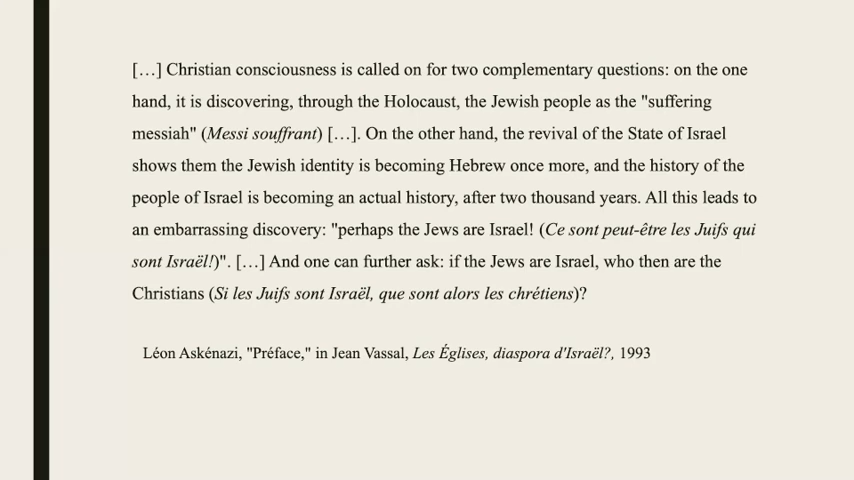 […] Christian consciousness is called on for two complementary questions: on the one
hand, it is discovering, through the Holocaust, the Jewish people as the "suffering
messiah" (Messi souffrant) […]. On the other hand, the revival of the State of Israel
shows them the Jewish identity is becoming Hebrew once more, and the history of the
people of Israel is becoming an actual history, after two thousand years. All this leads to
an embarrassing discovery: "perhaps the Jews are Israel! (Ce sont peut-être les Juifs qui
sont Israël!)". […] And one can further ask: if the Jews are Israel, who then are the
Christians (Si les Juifs sont Israël, que sont alors les chrétiens)?
Léon Askénazi, "Préface," in Jean Vassal, Les Églises, diaspora d'Israël?, 1993